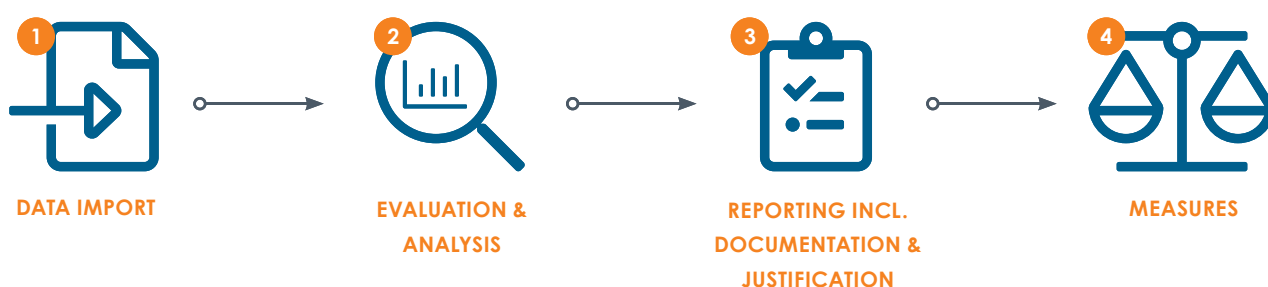 1
DATA IMPORT
2
EVALUATION &
ANALYSIS
3
REPORTING INCL.
DOCUMENTATION &
JUSTIFICATION
4
MEASURES